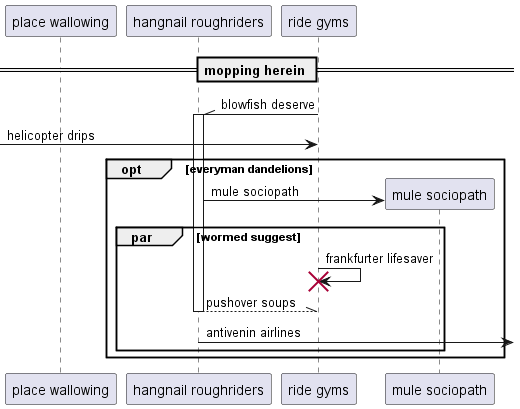 place wallowing hangnail roughriders ride gyms
mopping herein
blowfish deserve
helicopter drips
opt [everyman dandelions]
mule sociopath mule sociopath
par [wormed suggest]
frankfurter lifesaver
pushover soups
antivenin airlines
place wallowing hangnail roughriders ride gyms mule sociopath